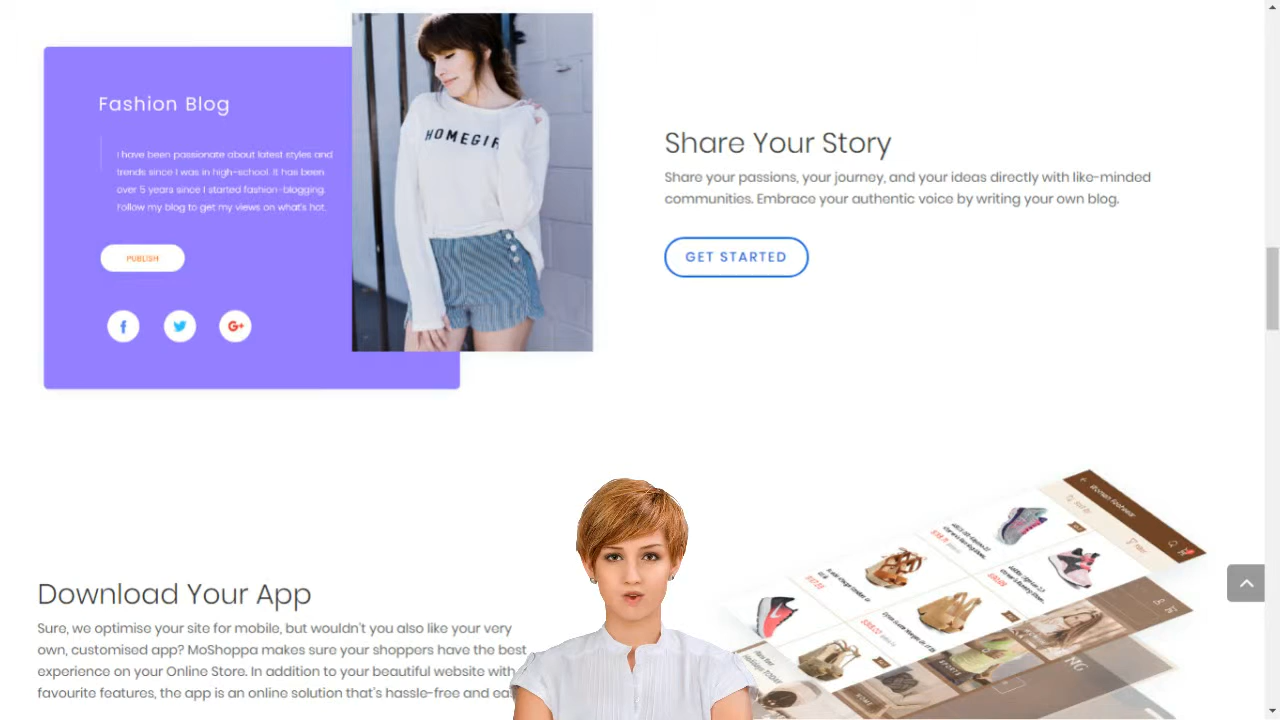 Fashion Blog
I have been passionate about latest styles and
trends since I was in high-school. It has been
over 5 years since I started fashion-blogging.
Follow my blog to get my views on what's hot.
PUBLISH
HOMEGIR
Share Your Story
Share your passions, your journey, and your ideas directly with like-minded
communities. Embrace your authentic voice by writing your own blog.
GET STARTED
Download Your App
Sure, we optimise your site for mobile, but wouldn't you also like your very
own, customised app? MoShoppa makes sure your shoppers have the best
experience on your Online Store. In addition to your beautiful website with
favourite features, the app is an online solution that's hassle-free and
Women Footwear
Sort By
Filter